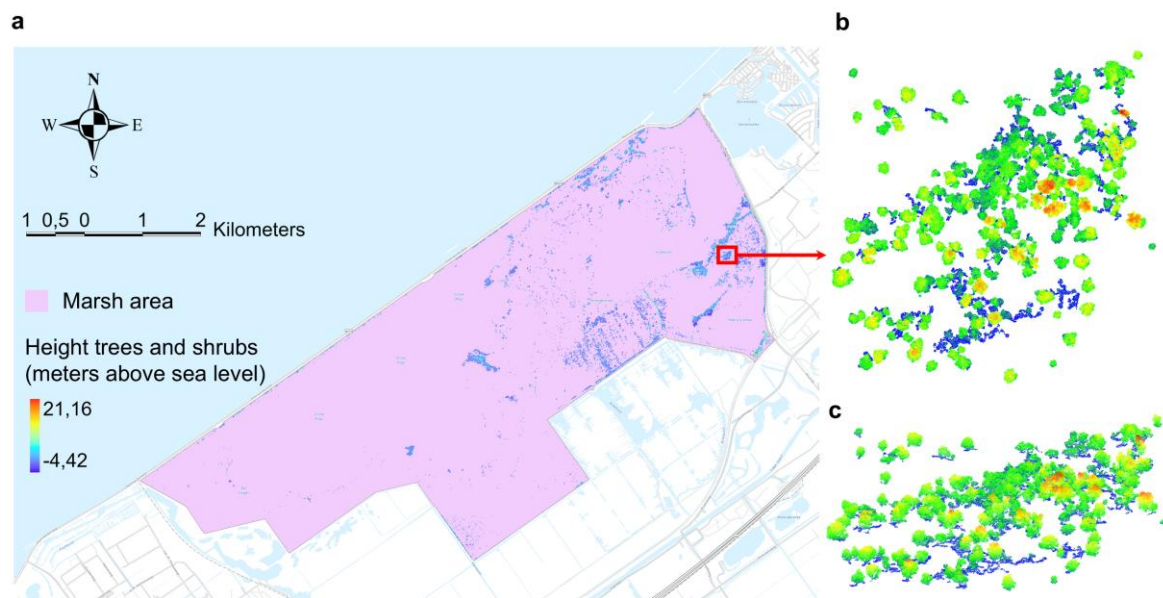 a
b
N
W E
S
1 0,5 0 1 2 Kilometers
Marsh area
Height trees and shrubs
(meters above sea level)
21,16
-4,42
c